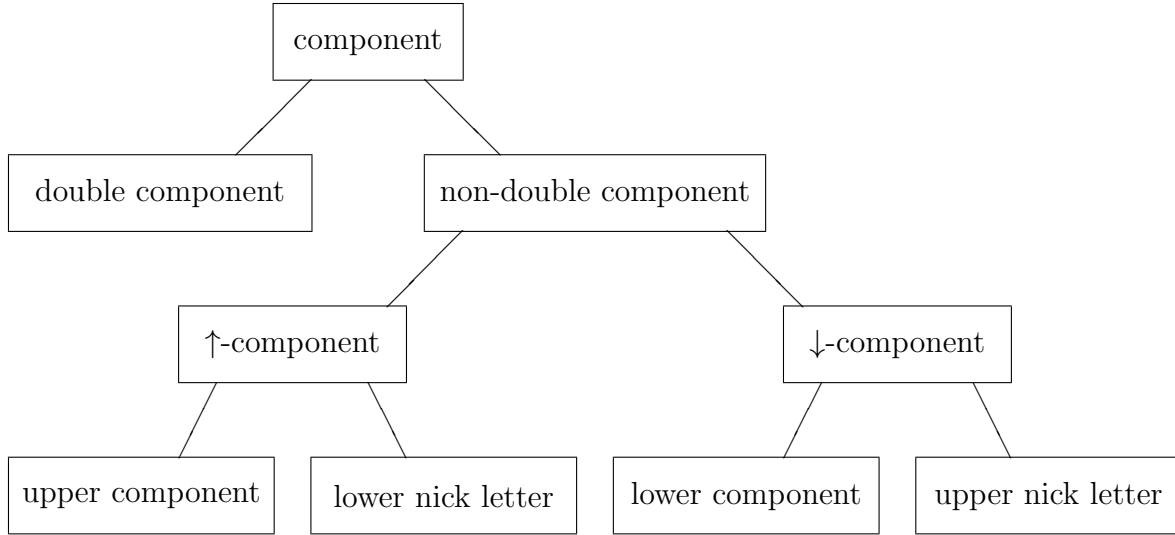 component
double component
non-double component
↑-component
↓-component
upper component
lower nick letter
lower component
upper nick letter